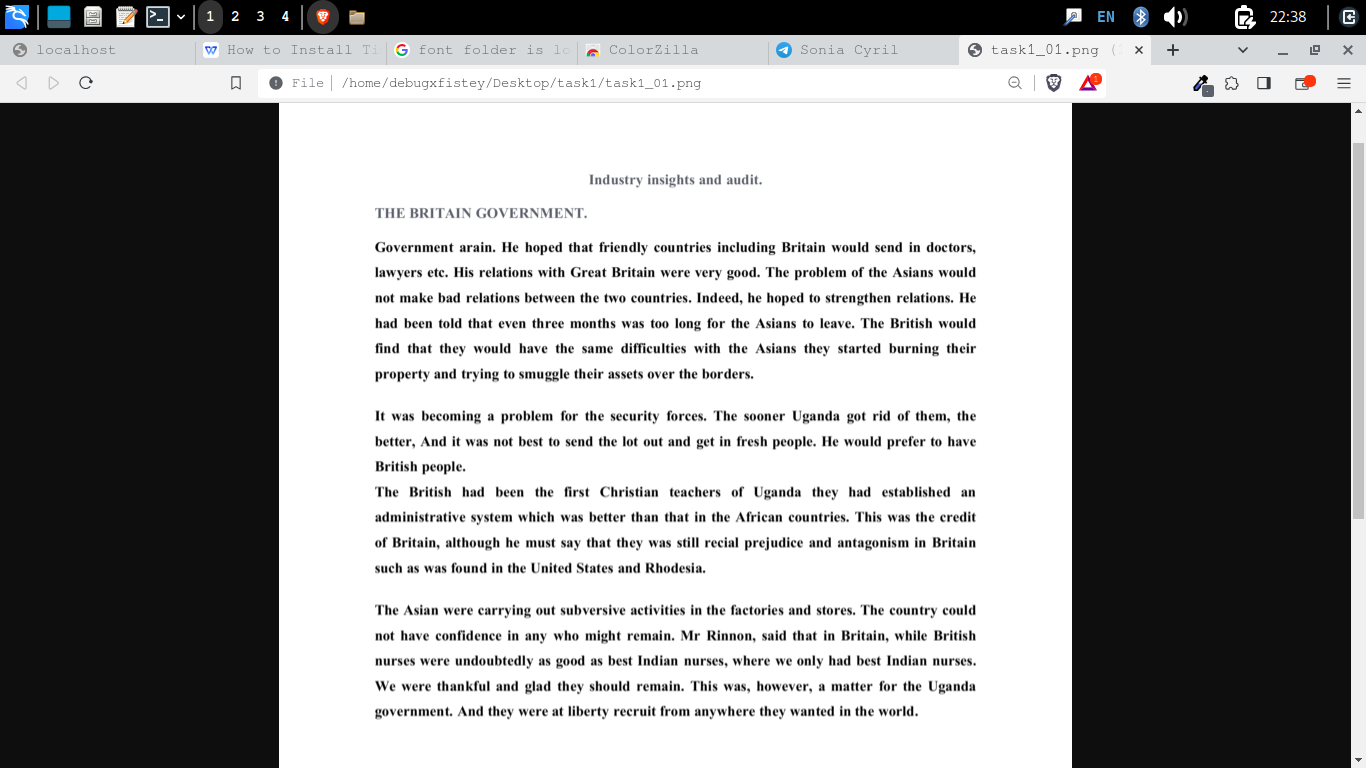 1 2 3 4 EN 22:38
localhost How to Install Ti font folder is lo ColorZilla Sonia Cyril task1_01.png (
File /home/debugxfistey/Desktop/task1/task1_01.png 1
Industry insights and audit.
THE BRITAIN GOVERNMENT.
Government arain. He hoped that friendly countries including Britain would send in doctors,
lawyers etc. His relations with Great Britain were very good. The problem of the Asians would
not make bad relations between the two countries. Indeed, he hoped to strengthen relations. He
had been told that even three months was too long for the Asians to leave. The British would
find that they would have the same difficulties with the Asians they started burning their
property and trying to smuggle their assets over the borders.
It was becoming a problem for the security forces. The sooner Uganda got rid of them, the
better, And it was not best to send the lot out and get in fresh people. He would prefer to have
British people.
The British had been the first Christian teachers of Uganda they had established an
administrative system which was better than that in the African countries. This was the credit
of Britain, although he must say that they was still recial prejudice and antagonism in Britain
such as was found in the United States and Rhodesia.
The Asian were carrying out subversive activities in the factories and stores. The country could
not have confidence in any who might remain. Mr Rinnon, said that in Britain, while British
nurses were undoubtedly as good as best Indian nurses, where we only had best Indian nurses.
We were thankful and glad they should remain. This was, however, a matter for the Uganda
government. And they were at liberty recruit from anywhere they wanted in the world.